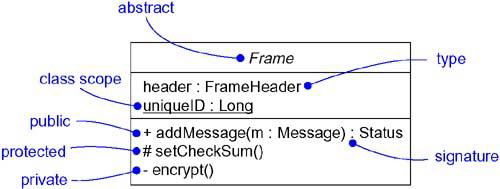 abstract
Frame
class scope
header : FrameHeader
type
uniqueID : Long
public
+ addMessage(m : Message) : Status
protected
# setCheckSum()
signature
private
- encrypt()